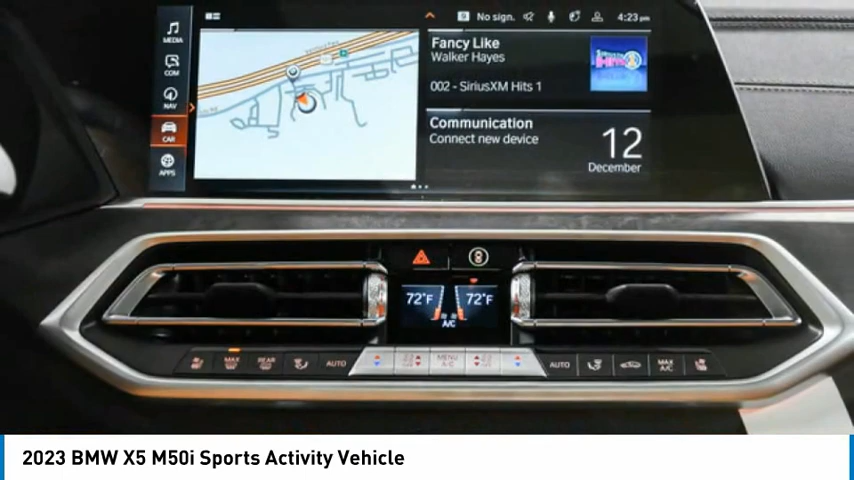 No sign.
4:23 pm
MEDIA
COM
NAV
CAR
APPS
Fancy Like
Walker Hayes
002 - SiriusXM Hits 1
Communication
Connect new device
12
December
72°F
72°F
A/C
MAX
REAR
AUTO
MENU
A/C
AUTO
MAX
A/C
2023 BMW X5 M50i Sports Activity Vehicle